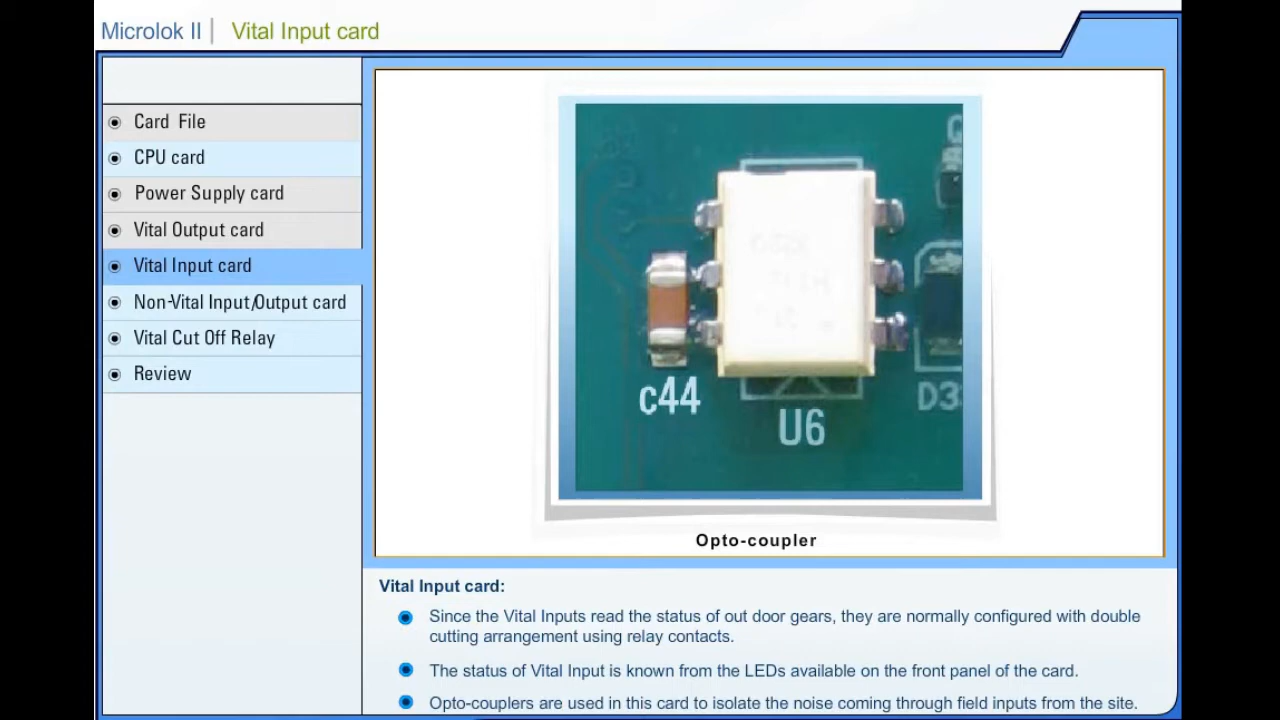 Microlok II | Vital Input card
Card File
CPU card
Power Supply card
Vital Output card
Vital Input card
Non-Vital Input/Output card
Vital Cut Off Relay
Review
c44
U6
D3
Opto-coupler
Vital Input card:
Since the Vital Inputs read the status of out door gears, they are normally configured with double
cutting arrangement using relay contacts.
The status of Vital Input is known from the LEDs available on the front panel of the card.
Opto-couplers are used in this card to isolate the noise coming through field inputs from the site.